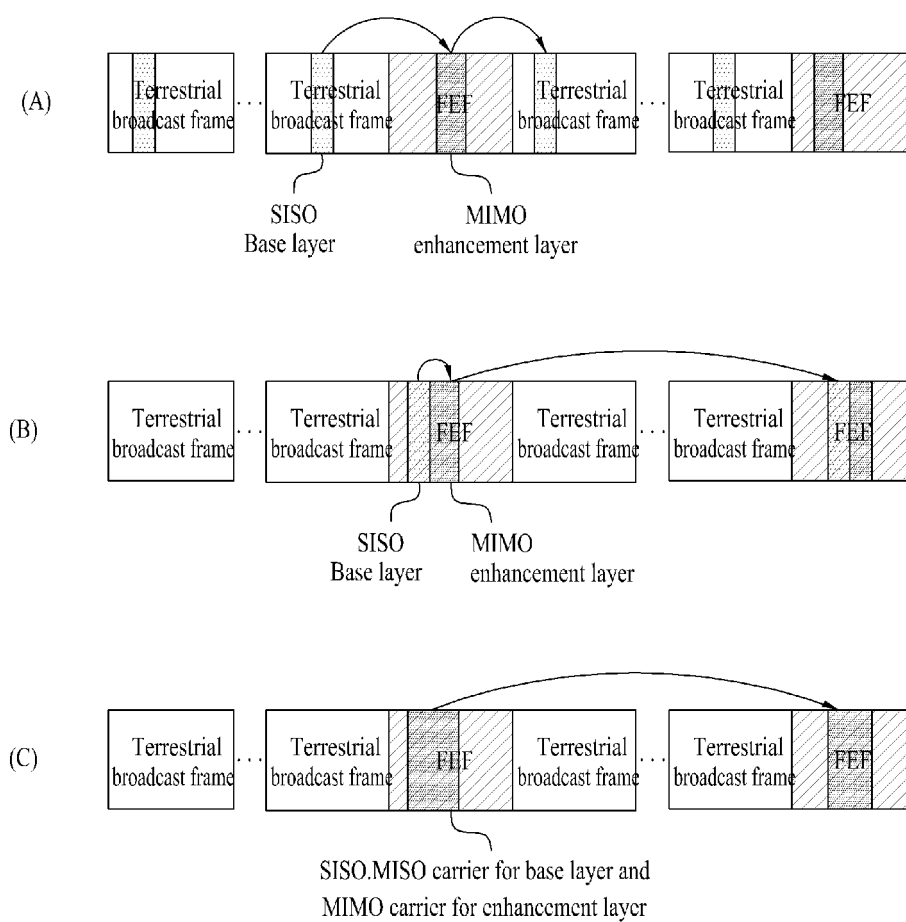 (A)
Terrestrial
broadcast frame
. . .
Terrestrial
broadcast frame
FEF
Terrestrial
broadcast frame
. . .
Terrestrial
broadcast frame
FEF
SISO
Base layer
MIMO
enhancement layer
(B)
Terrestrial
broadcast frame
. . .
Terrestrial
broadcast frame
FEF
Terrestrial
broadcast frame
. . .
Terrestrial
broadcast frame
FEF
SISO
Base layer
MIMO
enhancement layer
(C)
Terrestrial
broadcast frame
. . .
Terrestrial
broadcast frame
FEF
Terrestrial
broadcast frame
. . .
Terrestrial
broadcast frame
FEF
SISO.MISO carrier for base layer and
MIMO carrier for enhancement layer